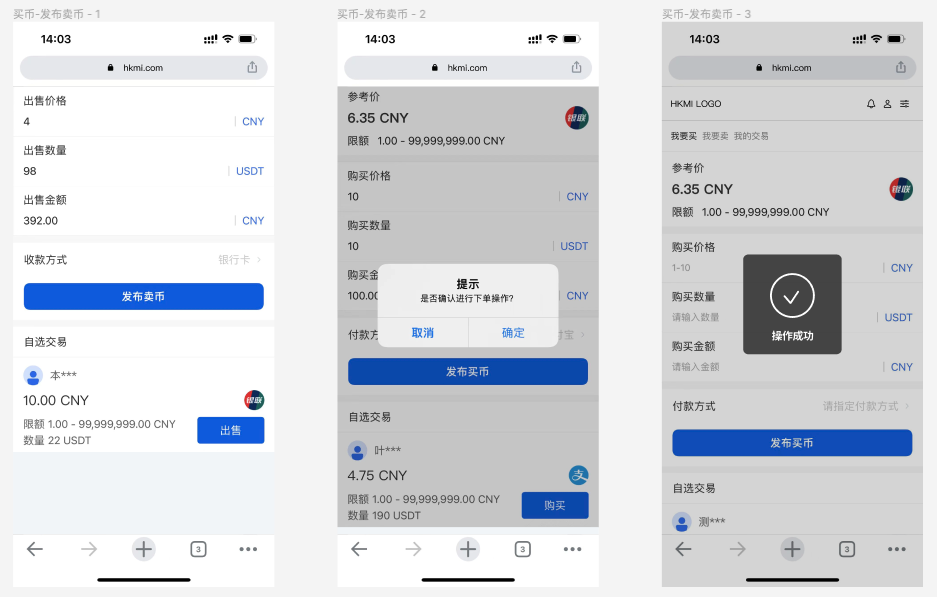 买币-发布卖币 - 1
14:03
hkmi.com
出售价格
4
CNY
出售数量
98
USDT
出售金额
392.00
CNY
收款方式
银行卡
发布卖币
自选交易
本***
10.00 CNY
银联
限额 1.00 - 99,999,999.00 CNY
数量 22 USDT
出售
3
买币-发布卖币 - 2
14:03
hkmi.com
参考价
6.35 CNY
银联
限额 1.00 - 99,999,999.00 CNY
购买价格
10
CNY
购买数量
10
USDT
购买金
100.00
CNY
提示
是否确认进行下单操作?
取消
确定
付款方
付宝
发布买币
自选交易
叶***
4.75 CNY
支
限额 1.00 - 99,999,999.00 CNY
数量 190 USDT
购买
3
买币-发布卖币 - 3
14:03
hkmi.com
HKMI LOGO
我要买 我要卖 我的交易
参考价
6.35 CNY
银联
限额 1.00 - 99,999,999.00 CNY
购买价格
1-10
CNY
购买数量
请输入数量
USDT
购买金额
请输入金额
CNY
操作成功
付款方式
请指定付款方式
发布买币
自选交易
测***
3